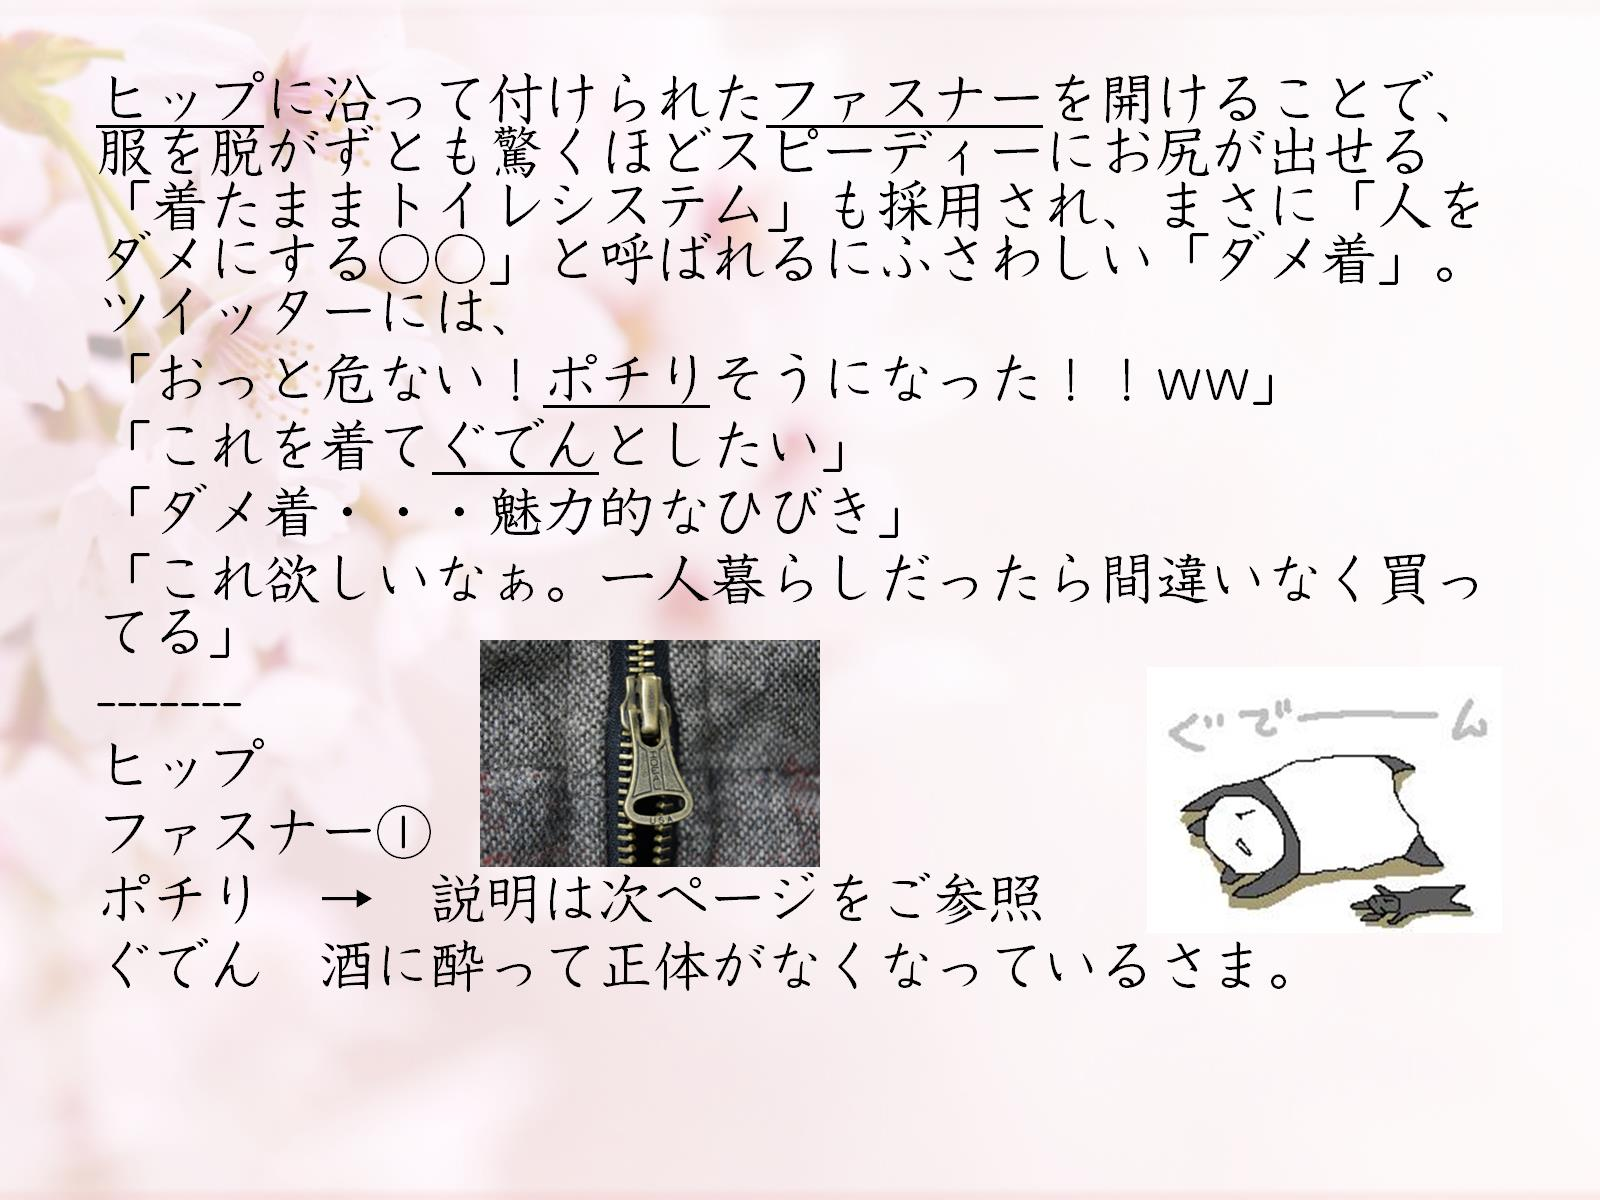 ヒップに沿って付けられたファスナーを開けることで、
服を脱がずとも驚くほどスピーディーにお尻が出せる
「着たままトイレシステム」も採用され、まさに「人を
ダメにする○○」と呼ばれるにふさわしい「ダメ着」。
ツイッターには、
「おっと危ない！ポチりそうになった！！ww」
「これを着てぐでんとしたい」
「ダメ着・・・魅力的なひびき」
「これ欲しいなぁ。一人暮らしだったら間違いなく買っ
てる」
-------
ヒップ
ファスナー①
ポチり　→　説明は次ページをご参照
ぐでん　酒に酔って正体がなくなっているさま。
USA
ぐでーん